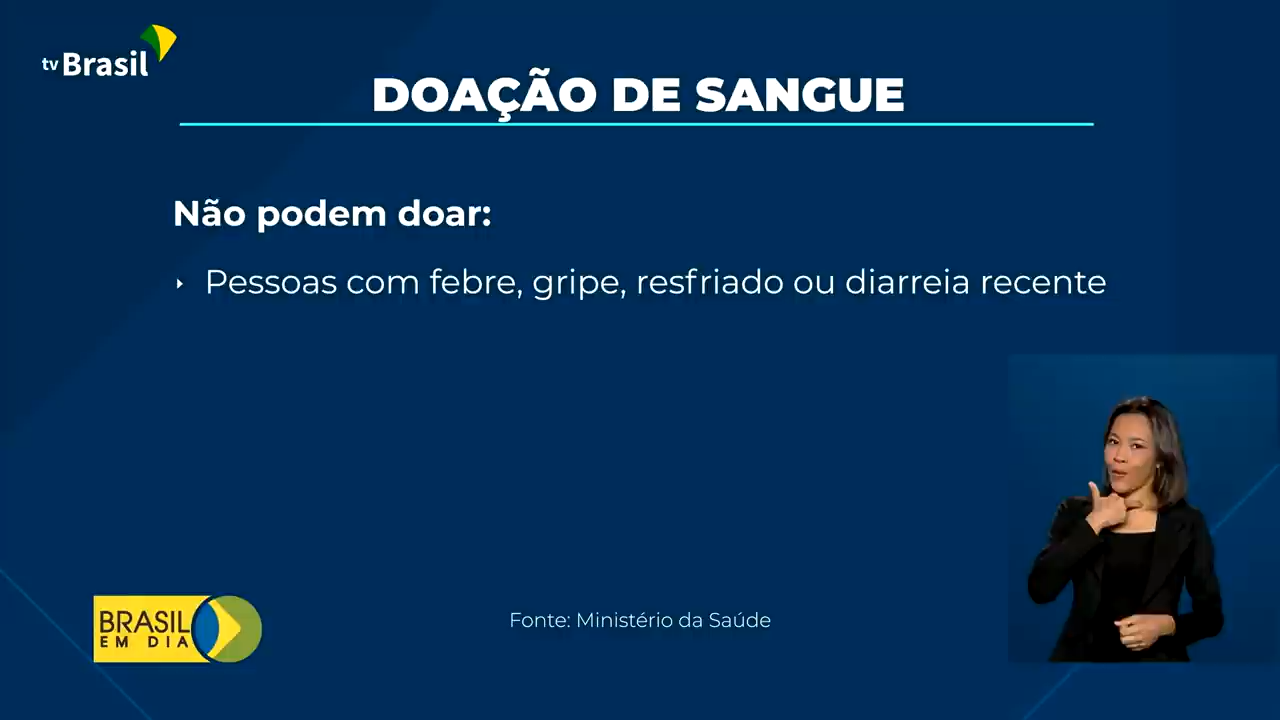 tv Brasil
DOAÇÃO DE SANGUE
Não podem doar:
Pessoas com febre, gripe, resfriado ou diarreia recente
BRASIL
EM DIA
Fonte: Ministério da Saúde